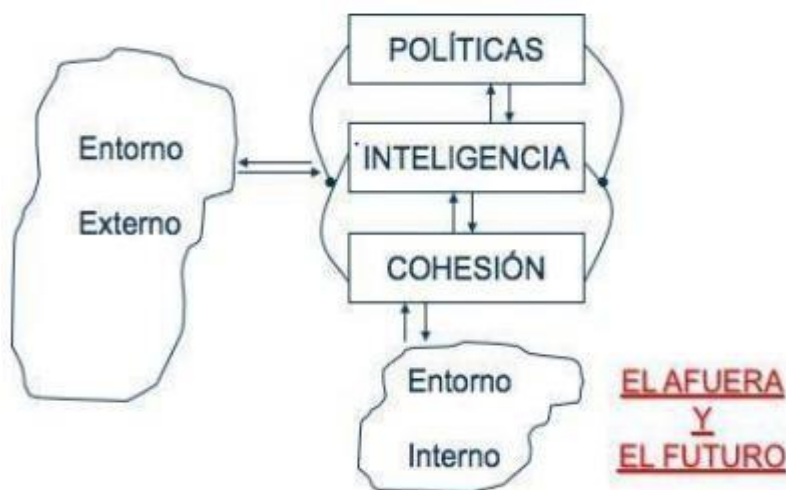 POLÍTICAS
Entorno
Externo
INTELIGENCIA
COHESIÓN
Entorno
Interno
EL AFUERA
Y
EL FUTURO